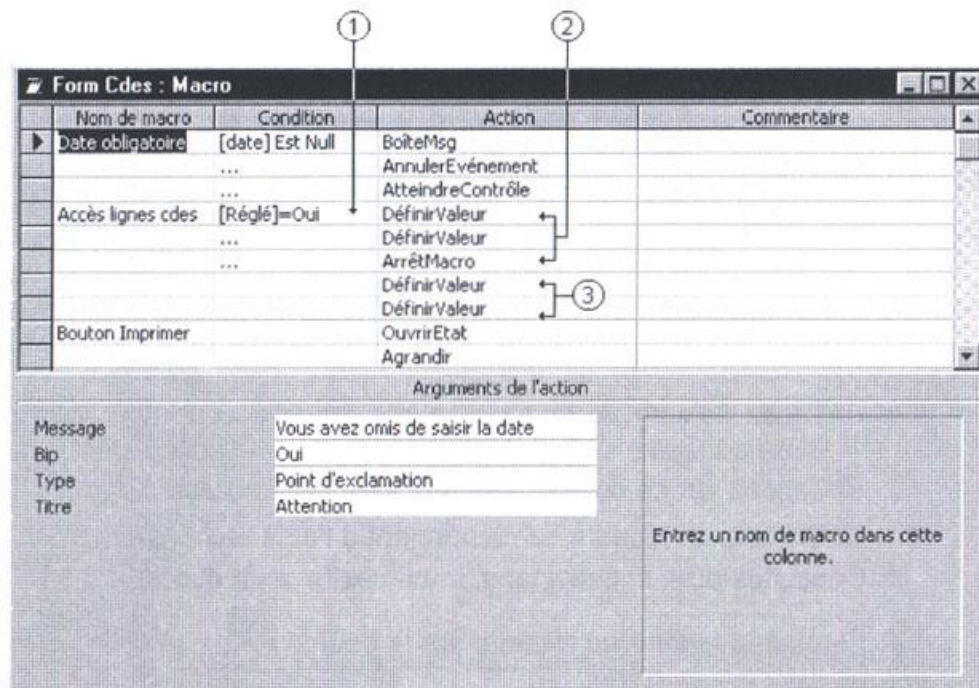 1 2
Form Cdes : Macro
Nom de macro Condition Action Commentaire
Date obligatoire [date] Est Null BoîteMsg
... AnnulerEvénement
... AtteindreContrôle
Accès lignes cdes [Réglé]=Oui DéfinirValeur
... DéfinirValeur
... ArrêtMacro
DéfinirValeur
3
DéfinirValeur
Bouton Imprimer OuvrirEtat
Agrandir
Arguments de l'action
Message Vous avez omis de saisir la date
Bip Oui
Type Point d'exclamation
Titre Attention
Entrez un nom de macro dans cette
colonne.